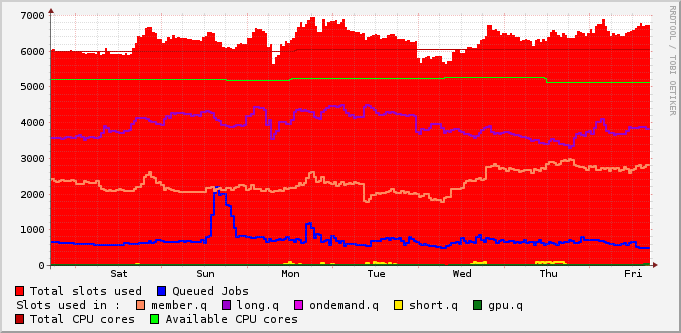 RRDTOOL / TOBI OETIKER
7000
6000
5000
4000
3000
2000
1000
0
Sat Sun Mon Tue Wed Thu Fri
Total slots used Queued Jobs
Slots used in : member.q long.q ondemand.q short.q gpu.q
Total CPU cores Available CPU cores